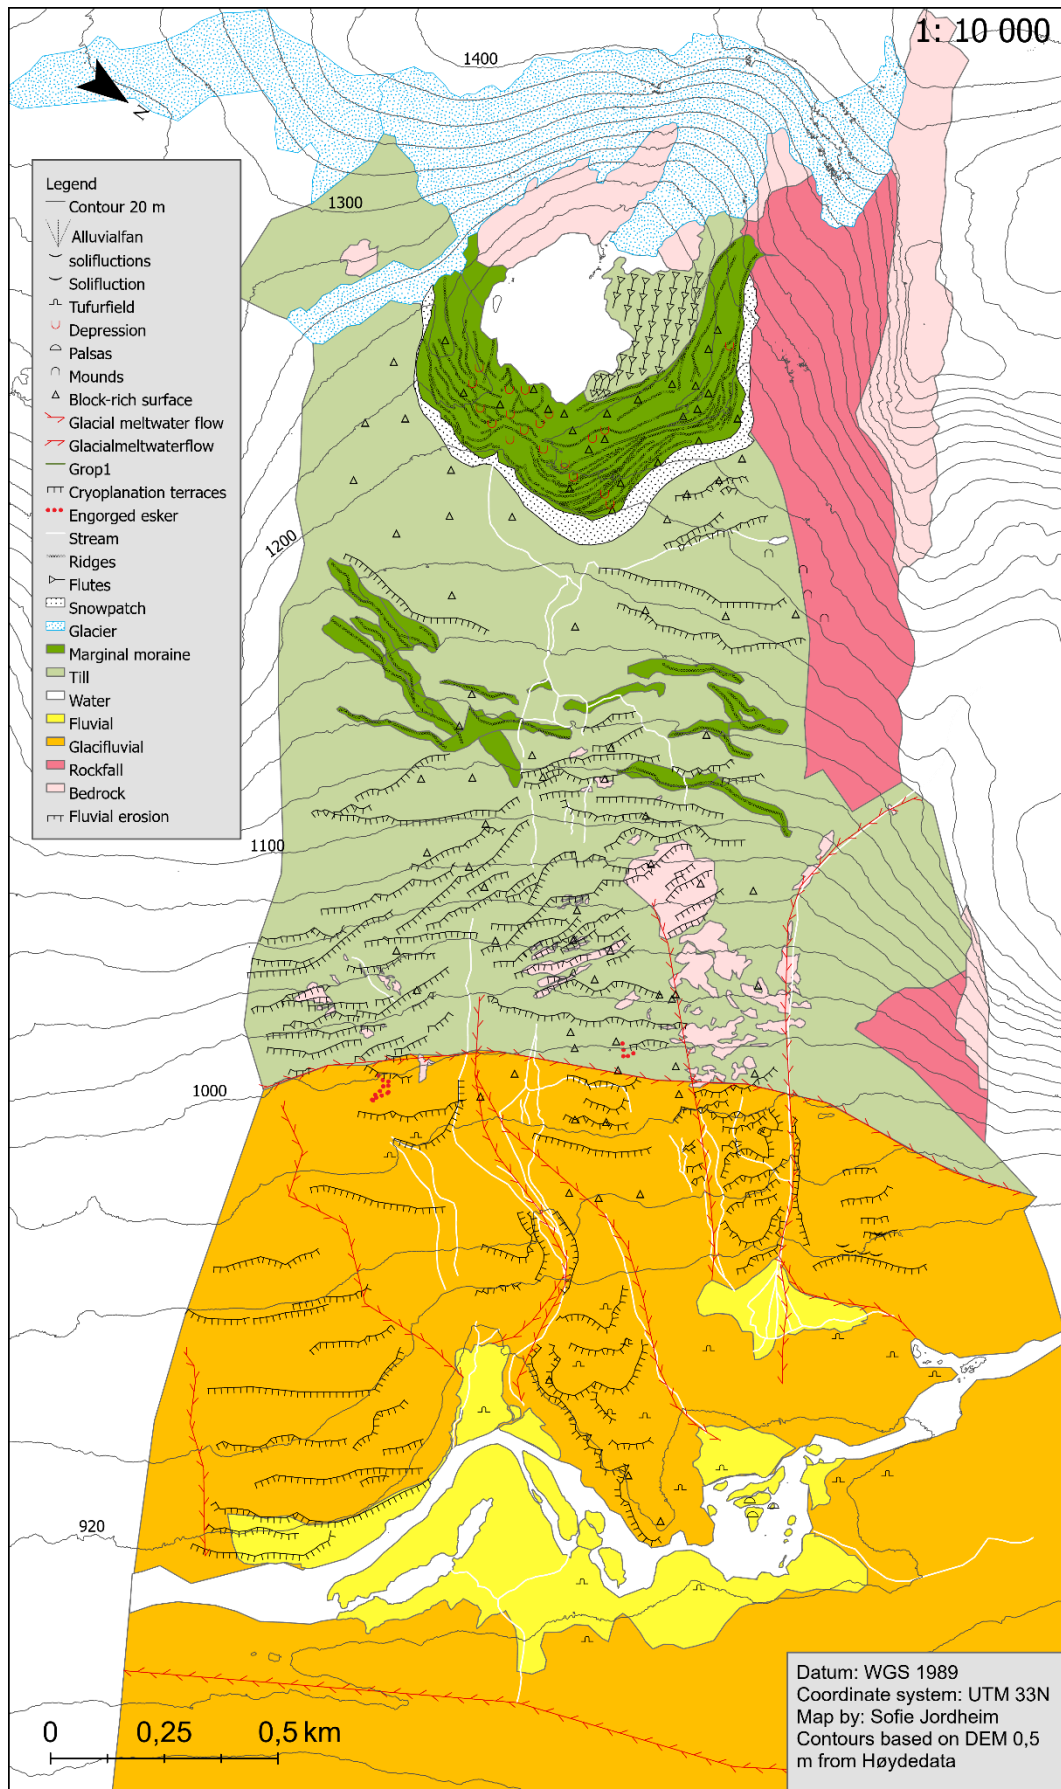 1: 10 000
1400
N
Legend
Contour 20 m
Alluvialfan
solifluctions
Solifluction
Tufurfield
Depression
Palsas
Mounds
Block-rich surface
Glacial meltwater flow
Glacialmeltwaterflow
Grop1
Cryoplanation terraces
Engorged esker
Stream
Ridges
Flutes
Snowpatch
Glacier
Marginal moraine
Till
Water
Fluvial
Glacifluvial
Rockfall
Bedrock
Fluvial erosion
1300
1200
1100
1000
920
0 0,25 0,5 km
Datum: WGS 1989
Coordinate system: UTM 33N
Map by: Sofie Jordheim
Contours based on DEM 0,5
m from Høydedata